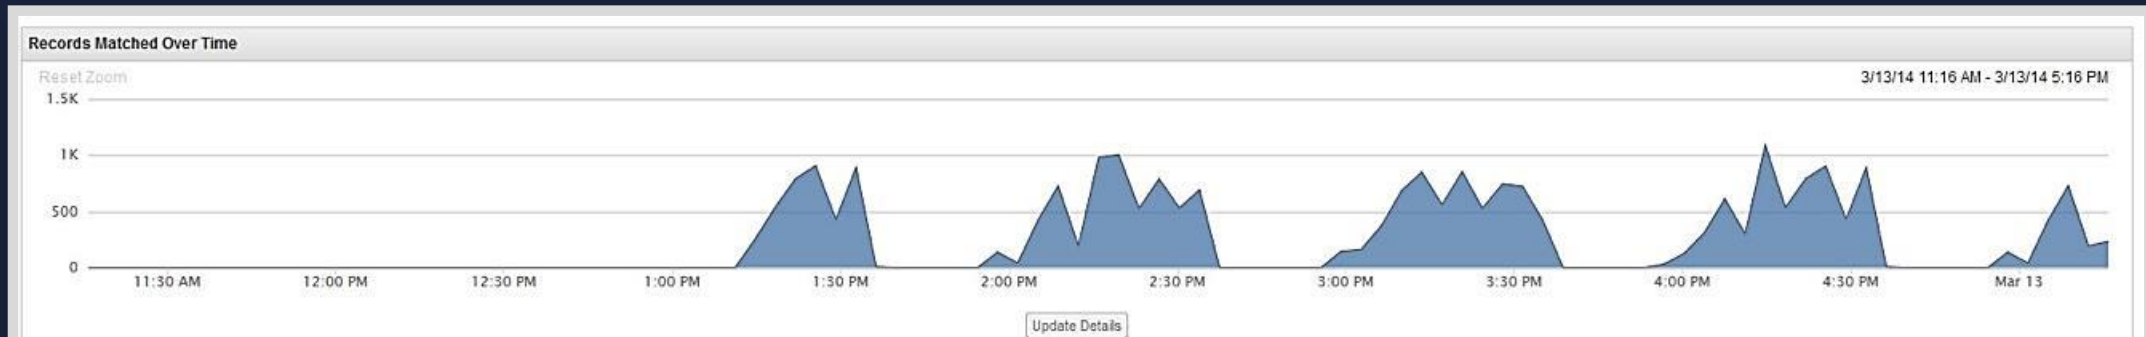 Records Matched Over Time
Reset Zoom
3/13/14 11:16 AM - 3/13/14 5:16 PM
1.5K
1K
500
0
11:30 AM 12:00 PM 12:30 PM 1:00 PM 1:30 PM 2:00 PM 2:30 PM 3:00 PM 3:30 PM 4:00 PM 4:30 PM Mar 13
Update Details